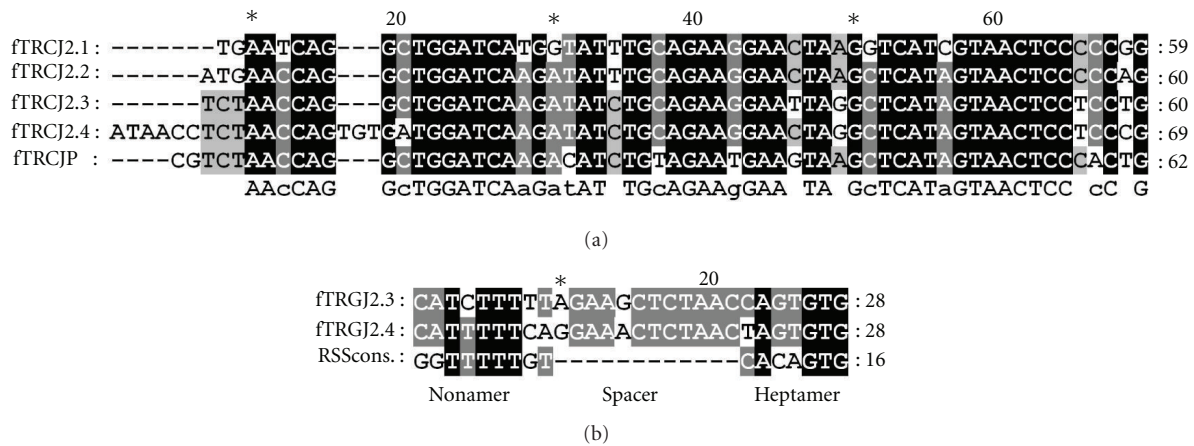 * 20 * 40 * 60
fTRCJ2.1 : -------TGAATCAG---GCTGGATCATGGTATTTGCAGAAGGAACTAAGGTCATCGTAACTCCCCCGG : 59
fTRCJ2.2 : ------ATGAACCAG---GCTGGATCAAGATATTTGCAGAAGGAACTAAGCTCATAGTAACTCCCCCAG : 60
fTRCJ2.3 : ------TCTAACCAG---GCTGGATCAAGATATCTGCAGAAGGAATTAGGCTCATAGTAACTCCTCCTG : 60
fTRCJ2.4 : ATAACCTCTAACCAGTGTGATGGATCAAGATATCTGCAGAAGGAACTAGGCTCATAGTAACTCCTCCCG : 69
fTRCJP : ----CGTCTAACCAG---GCTGGATCAAGACATCTGTAGAATGAAGTAAGCTCATAGTAACTCCCACTG : 62
AAcCAG GcTGGATCAaGatAT TGcAGAAgGAA TA GcTCATaGTAACTCC cC G
(a)
* 20
fTRGJ2.3 : CATCTTTTTAGAAGCTCTAACCAGTGTG : 28
fTRGJ2.4 : CATTTTTCAGGAAACTCTAACTAGTGTG : 28
RSScons. : GGTTTTTGT------------CACAGTG : 16
Nonamer Spacer Heptamer
(b)